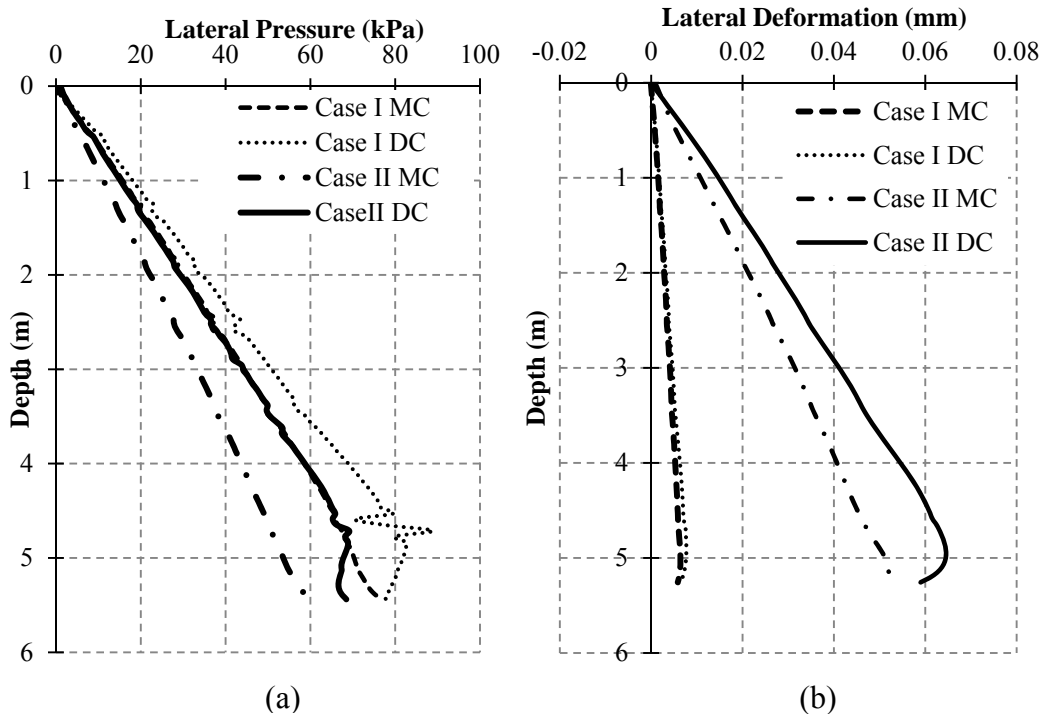 Lateral Pressure (kPa)
0 20 40 60 80 100
0
1
2
3
4
5
6
Depth (m)
Case I MC
Case I DC
Case II MC
CaseII DC
(a)
Lateral Deformation (mm)
-0.02 0 0.02 0.04 0.06 0.08
0
1
2
3
4
5
6
Depth (m)
Case I MC
Case I DC
Case II MC
Case II DC
(b)